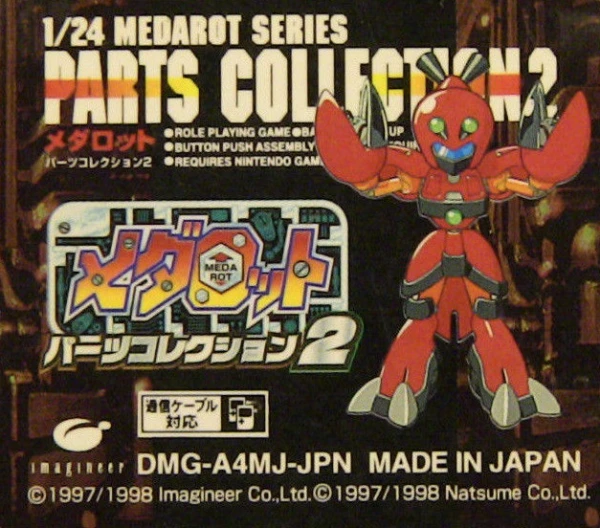 1/24 MEDAROT SERIES
PARTS COLLECTION 2
メダロット ●ROLE PLAYING GAME●BA UP
パーツコレクション2 ●BUTTON PUSH ASSEMBLY
●REQUIRES NINTENDO GAM
メダロット
MEDA
ROT
パーツコレクション2
通信ケーブル
対応
imagineer DMG-A4MJ-JPN MADE IN JAPAN
©1997/1998 Imagineer Co.,Ltd.©1997/1998 Natsume Co.,Ltd.